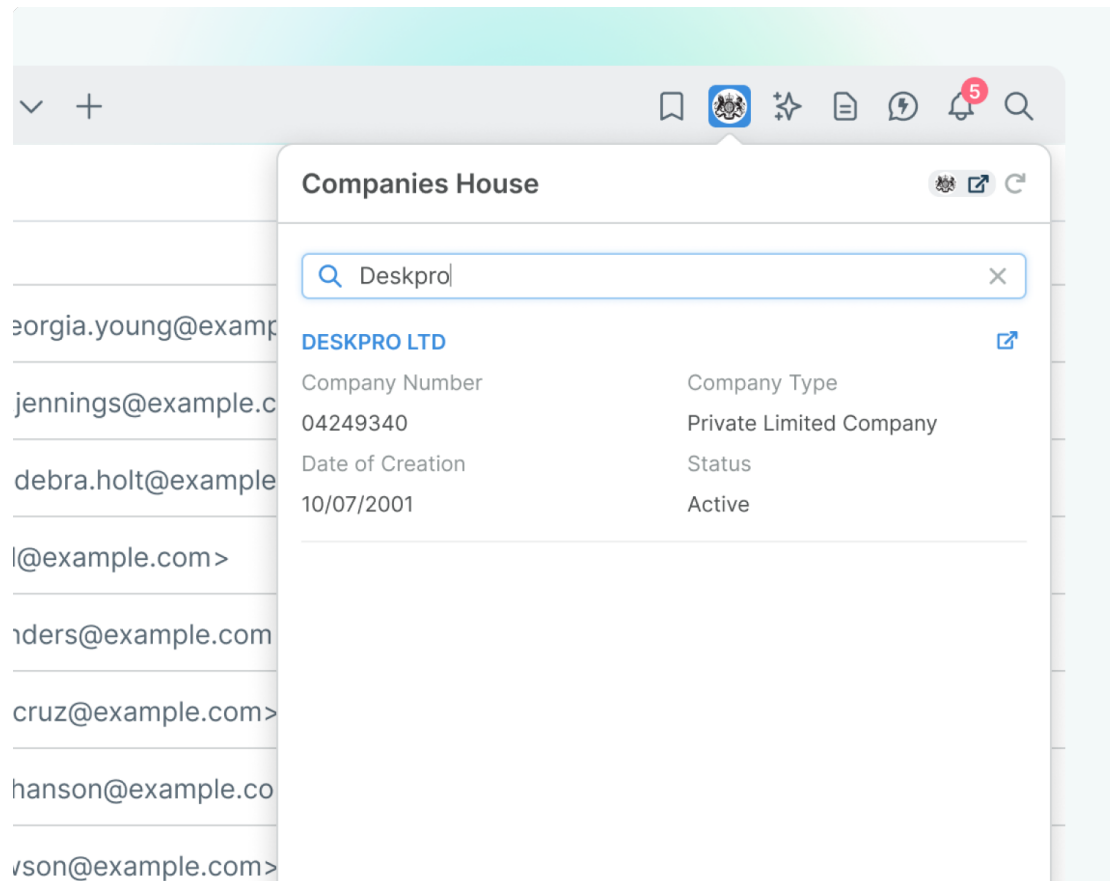 5
Companies House
Deskpro
DESKPRO LTD
Company Number
Company Type
04249340
Private Limited Company
Date of Creation
Status
10/07/2001
Active
eorgia.young@examp
jennings@example.c
debra.holt@example
@example.com>
nders@example.com
cruz@example.com>
hanson@example.co
wson@example.com>